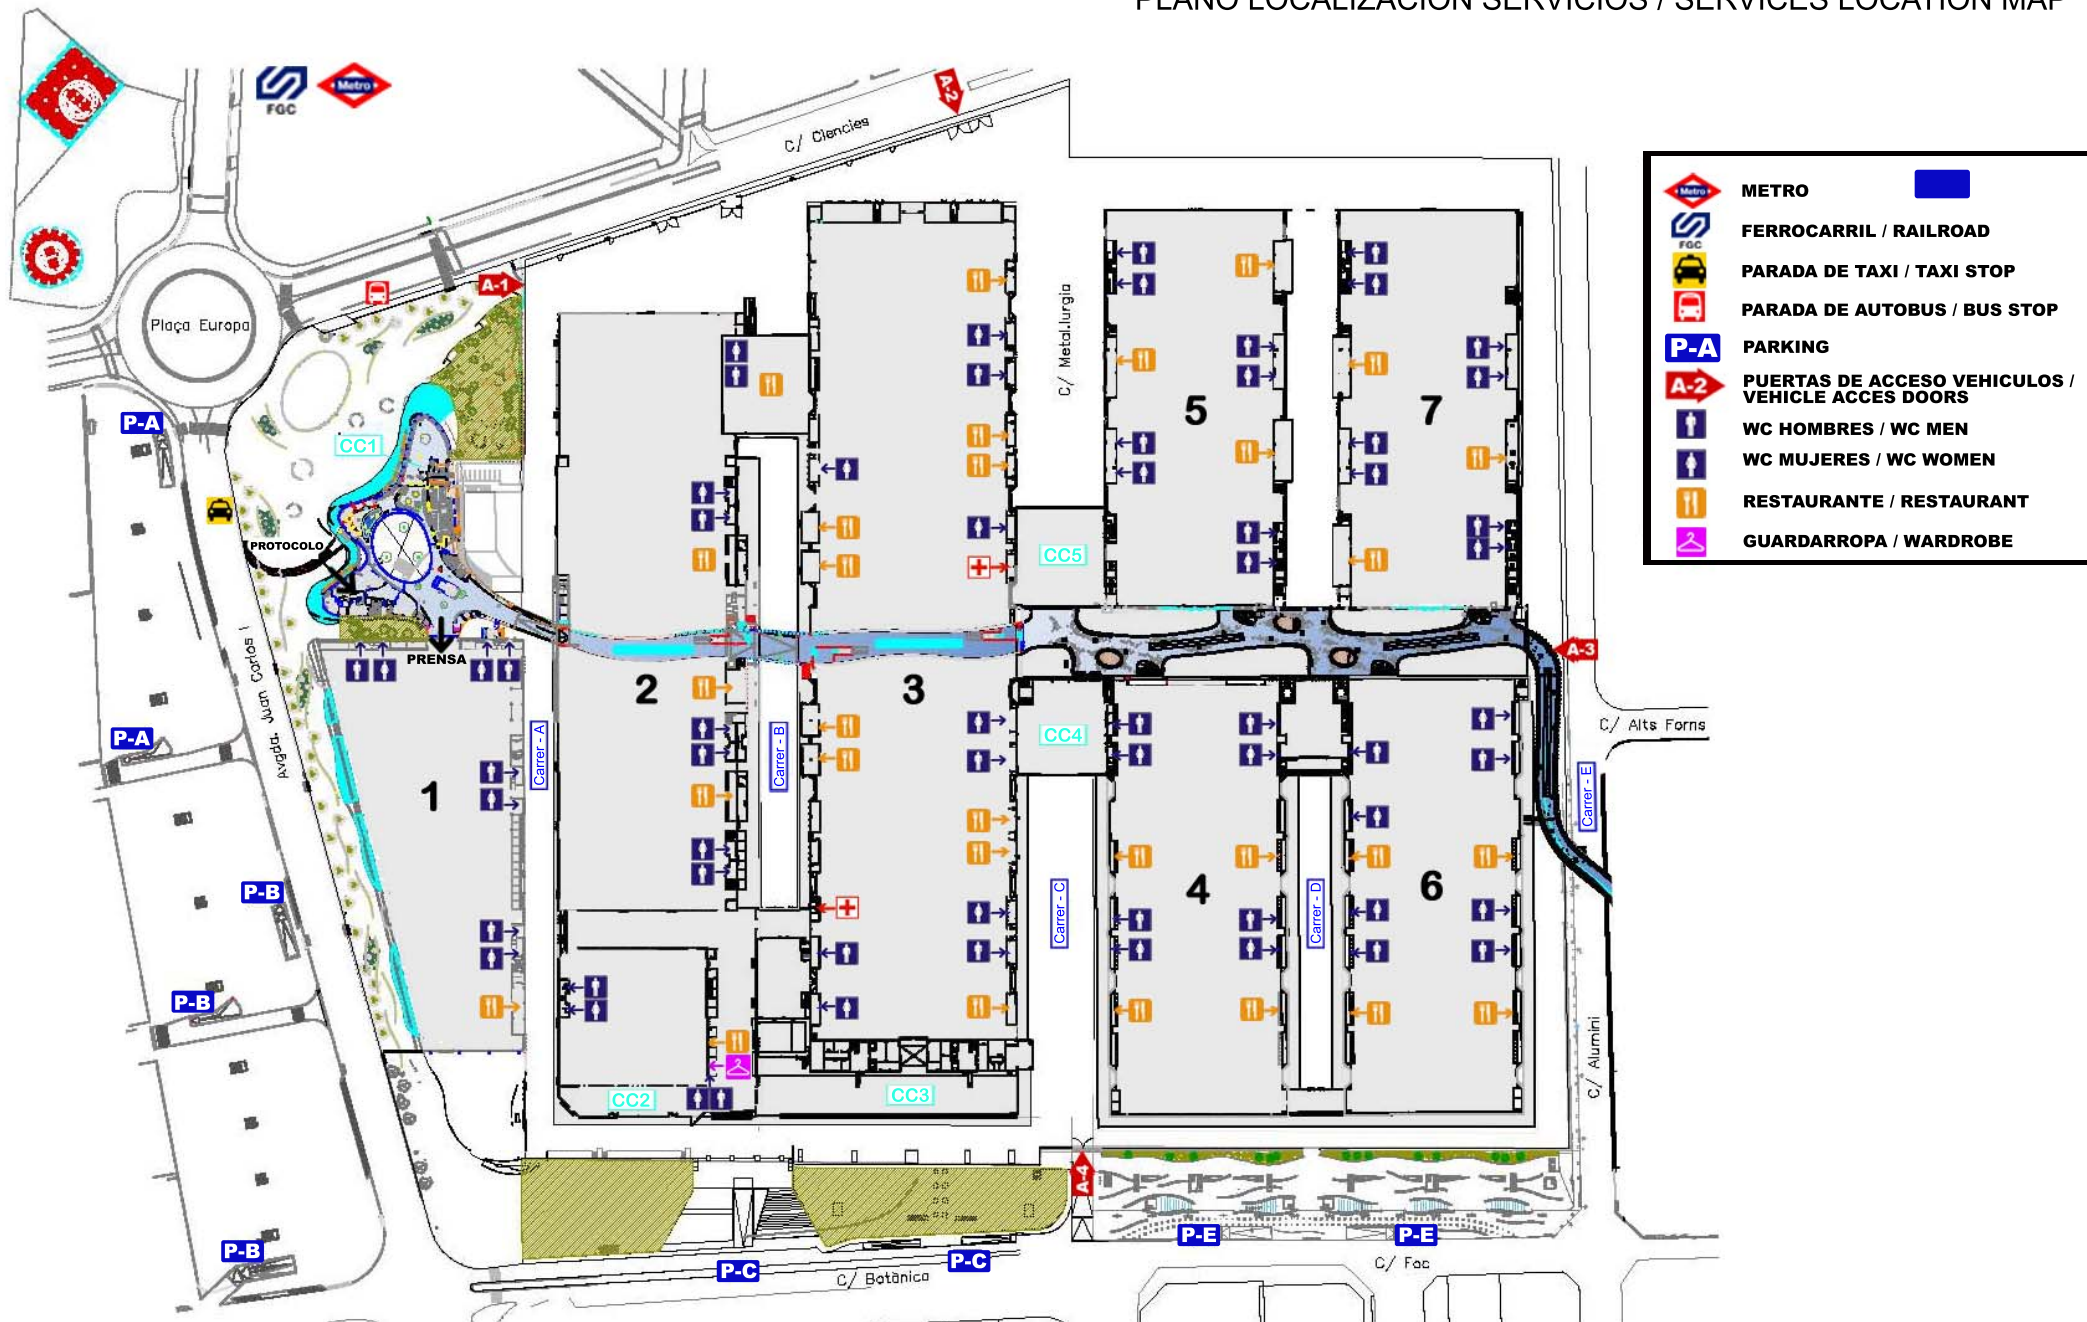 PLANO LOCALIZACION SERVICIOS / SERVICES LOCATION MAP
FGC
Metro
A-2
C/ Ciencies
Metro
METRO
FGC
FERROCARRIL / RAILROAD
PARADA DE TAXI / TAXI STOP
PARADA DE AUTOBUS / BUS STOP
P-A
PARKING
A-2
PUERTAS DE ACCESO VEHICULOS /
VEHICLE ACCES DOORS
WC HOMBRES / WC MEN
WC MUJERES / WC WOMEN
RESTAURANTE / RESTAURANT
GUARDARROPA / WARDROBE
A-1
Plaça Europa
C/ Metal.lurgia
P-A
CC1
5
7
PROTOCOLO
CC5
PRENSA
A-3
Avgda. Juan Carlos I
2
3
P-A
Carrer - A
Carrer - B
CC4
C/ Alts Forns
1
Carrer - E
P-B
4
6
Carrer - C
Carrer - D
P-B
C/ Alumini
CC2
CC3
A-4
P-B
P-C
P-C
P-E
P-E
C/ Botànica
C/ Foc